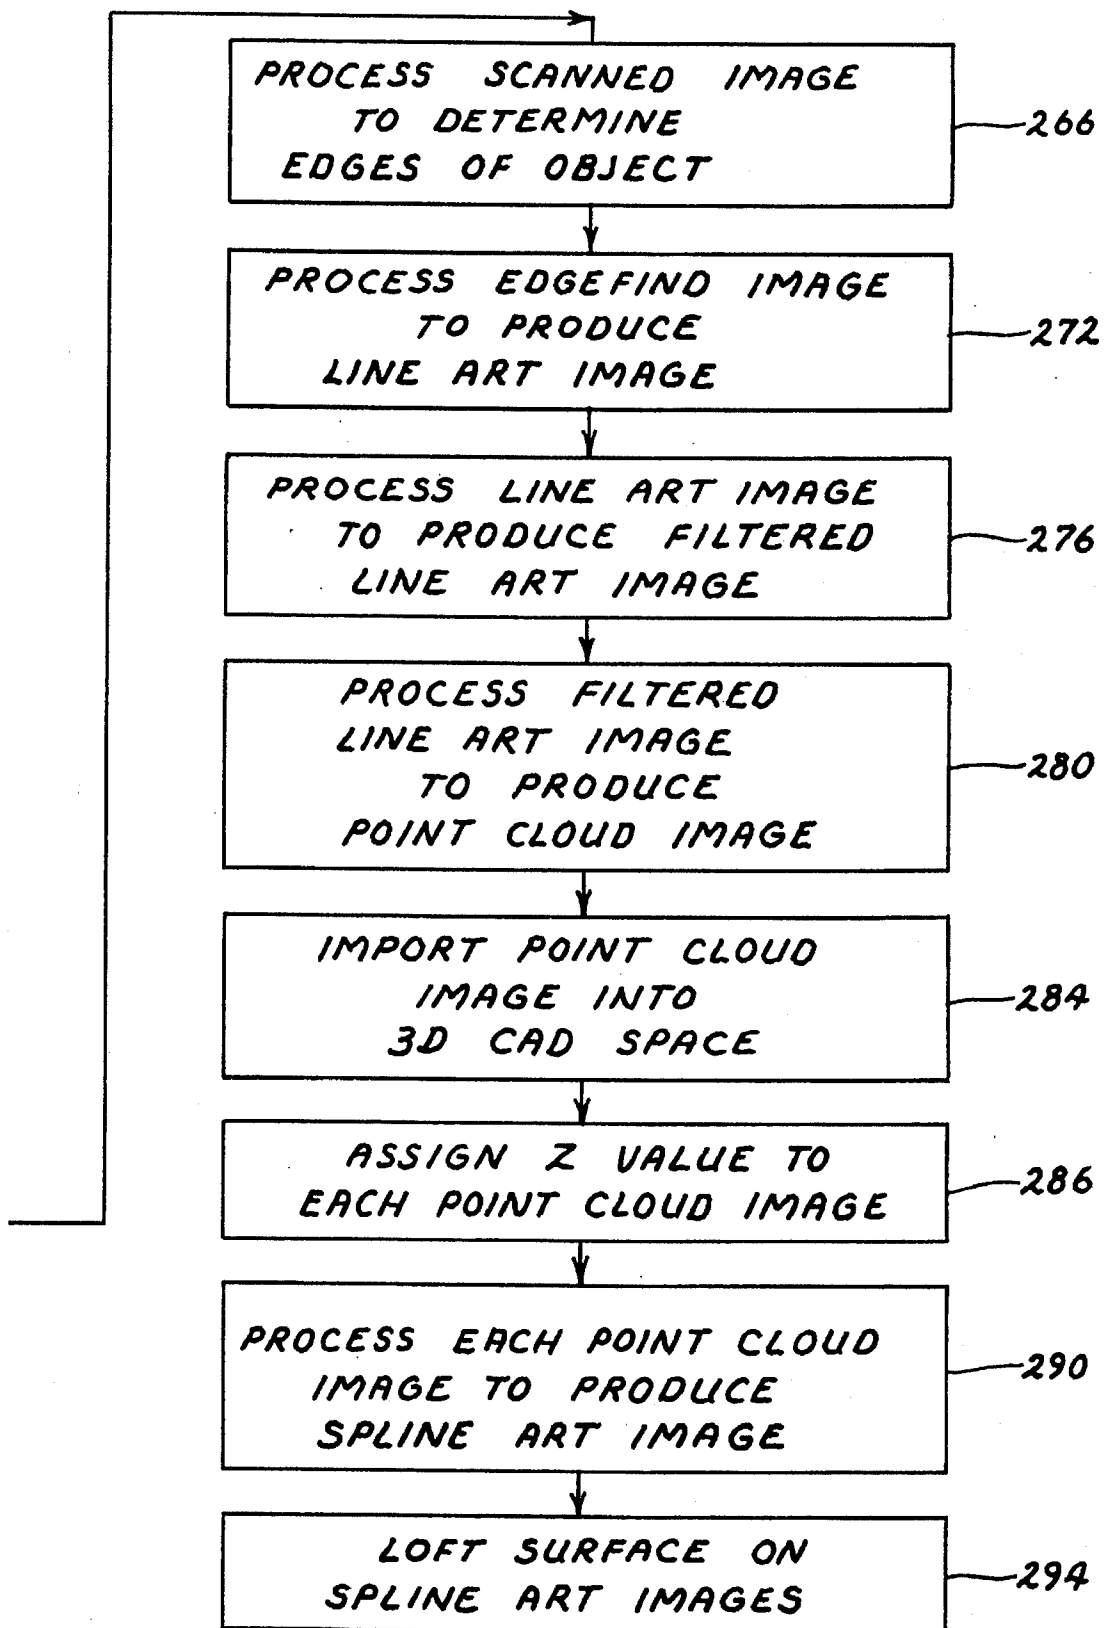 PROCESS SCANNED IMAGE
TO DETERMINE
EDGES OF OBJECT
266
PROCESS EDGEFIND IMAGE
TO PRODUCE
LINE ART IMAGE
272
PROCESS LINE ART IMAGE
TO PRODUCE FILTERED
LINE ART IMAGE
276
PROCESS FILTERED
LINE ART IMAGE
TO PRODUCE
POINT CLOUD IMAGE
280
IMPORT POINT CLOUD
IMAGE INTO
3D CAD SPACE
284
ASSIGN Z VALUE TO
EACH POINT CLOUD IMAGE
286
PROCESS EACH POINT CLOUD
IMAGE TO PRODUCE
SPLINE ART IMAGE
290
LOFT SURFACE ON
SPLINE ART IMAGES
294